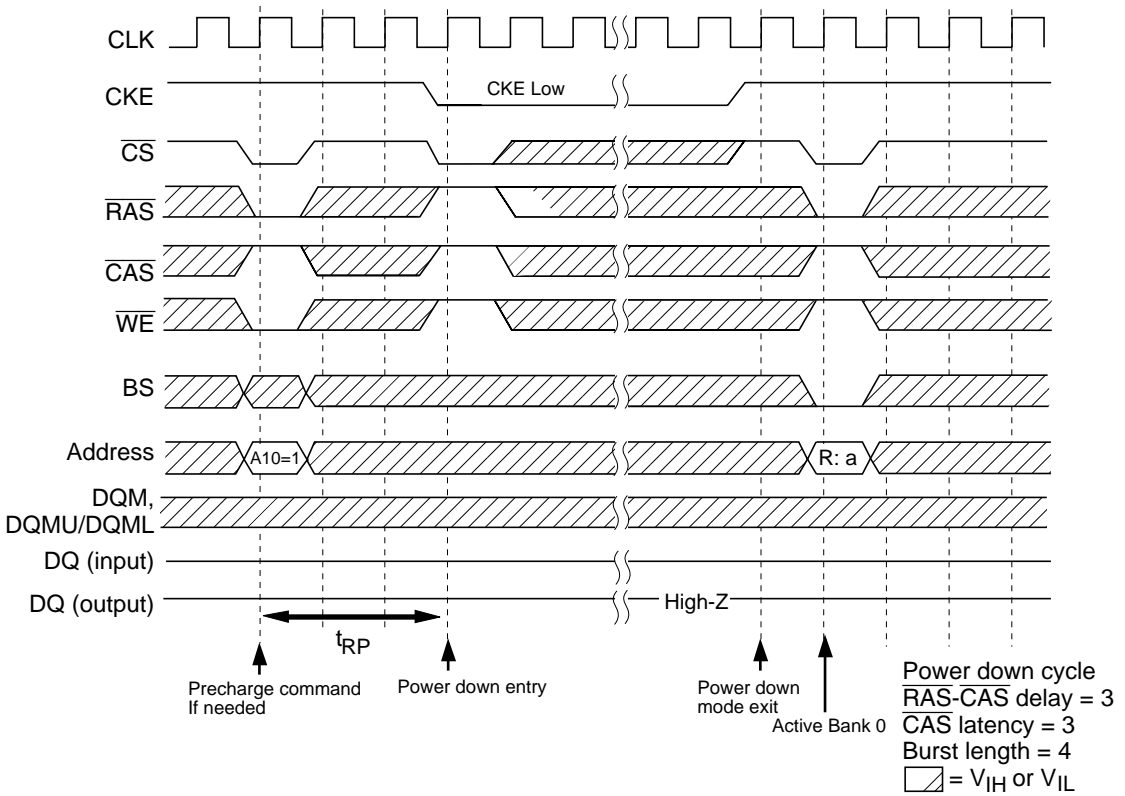 CLK
CKE
CKE Low
CS
RAS
CAS
WE
BS
Address
A10=1
R: a
DQM,
DQMU/DQML
DQ (input)
DQ (output)
High-Z
tRP
Precharge command
If needed
Power down entry
Power down
mode exit
Active Bank 0
Power down cycle
RAS-CAS delay = 3
CAS latency = 3
Burst length = 4
= VIH or VIL